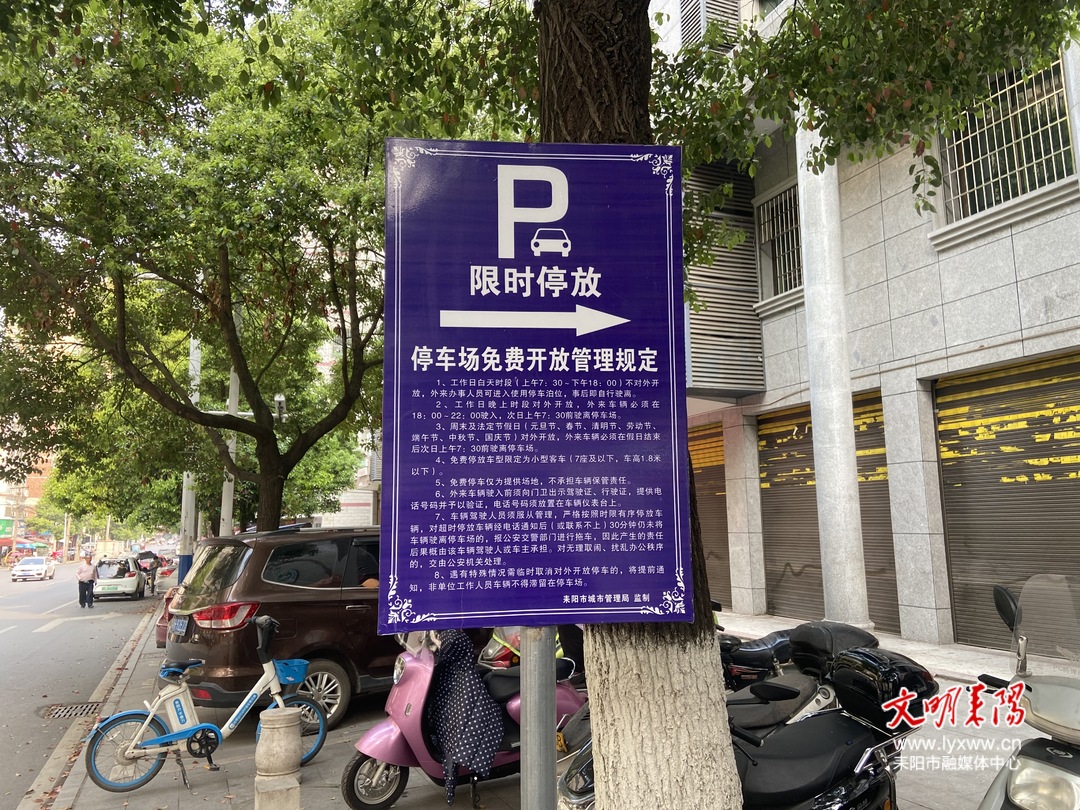 P
限时停放
停车场免费开放管理规定
1、工作日白天时段（上午7：30～下午18：00）不对外开
放，外来办事人员可进入使用停车泊位，事后即自行驶离。
2、工作日晚上时段对外开放，外来车辆必须在
18：00－22：00驶入，次日上午7：30前驶离停车场。
3、周末及法定节假日（元旦节、春节、清明节、劳动节、
端午节、中秋节、国庆节）对外开放，外来车辆必须在假日结束
后次日上午7：30前驶离停车场。
4、免费停放车型限定为小型客车（7座及以下，车高1.8米
以下）。
5、免费停车仅为提供场地，不承担车辆保管责任。
6、外来车辆驶入前须向门卫出示驾驶证、行驶证，提供电
话号码并予以验证，电话号码须放置在车辆仪表台上。
7、车辆驾驶人员须服从管理，严格按照时限有序停放车
辆，对超时停放车辆经电话通知后（或联系不上）30分钟仍未将
车辆驶离停车场的，报公安交警部门进行拖车，因此产生的责任
后果概由该车辆驾驶人或车主承担。对无理取闹、扰乱办公秩序
的，交由公安机关处理。
8、遇有特殊情况需临时取消对外开放停车的，将提前通
知，非单位工作人员车辆不得滞留在停车场。
耒阳市城市管理局 监制
文明耒陽
www.lyxww.cn
耒阳市融媒体中心